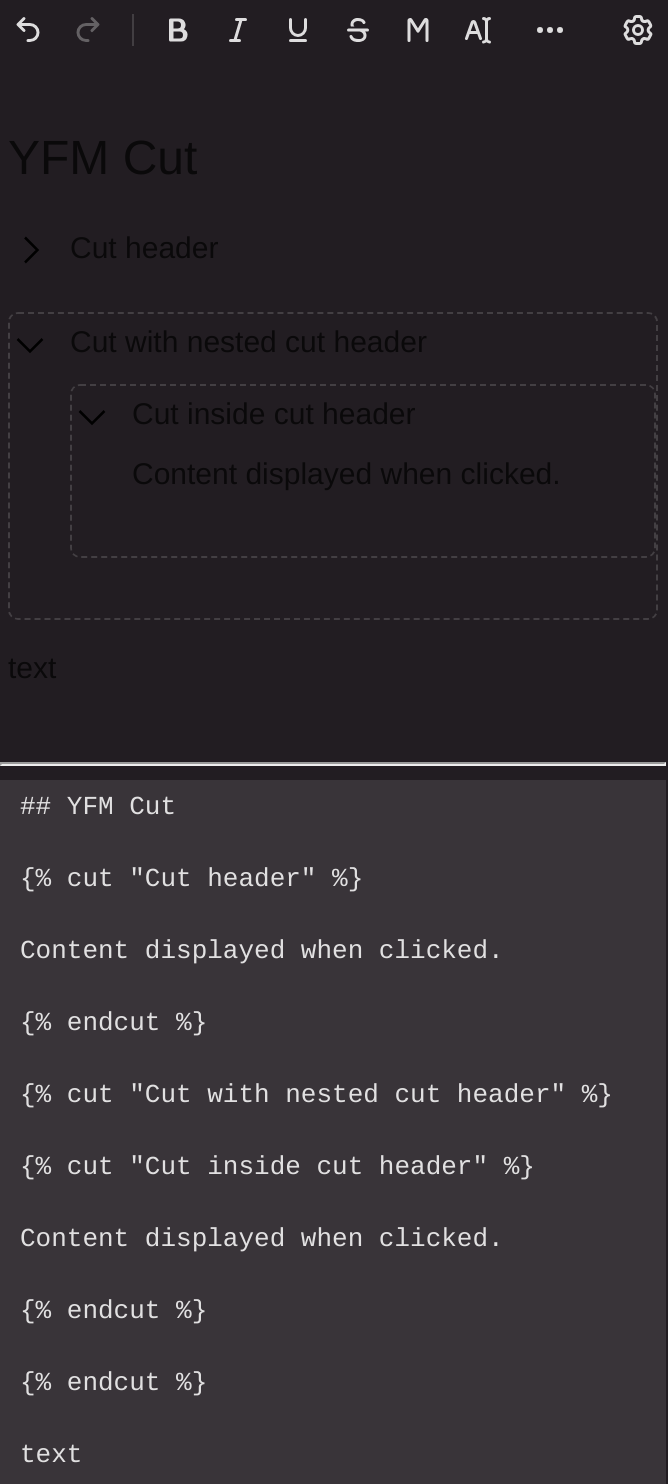 B I U S M AI
YFM Cut
Cut header
Cut with nested cut header
Cut inside cut header
Content displayed when clicked.
text
## YFM Cut
{% cut "Cut header" %}
Content displayed when clicked.
{% endcut %}
{% cut "Cut with nested cut header" %}
{% cut "Cut inside cut header" %}
Content displayed when clicked.
{% endcut %}
{% endcut %}
text